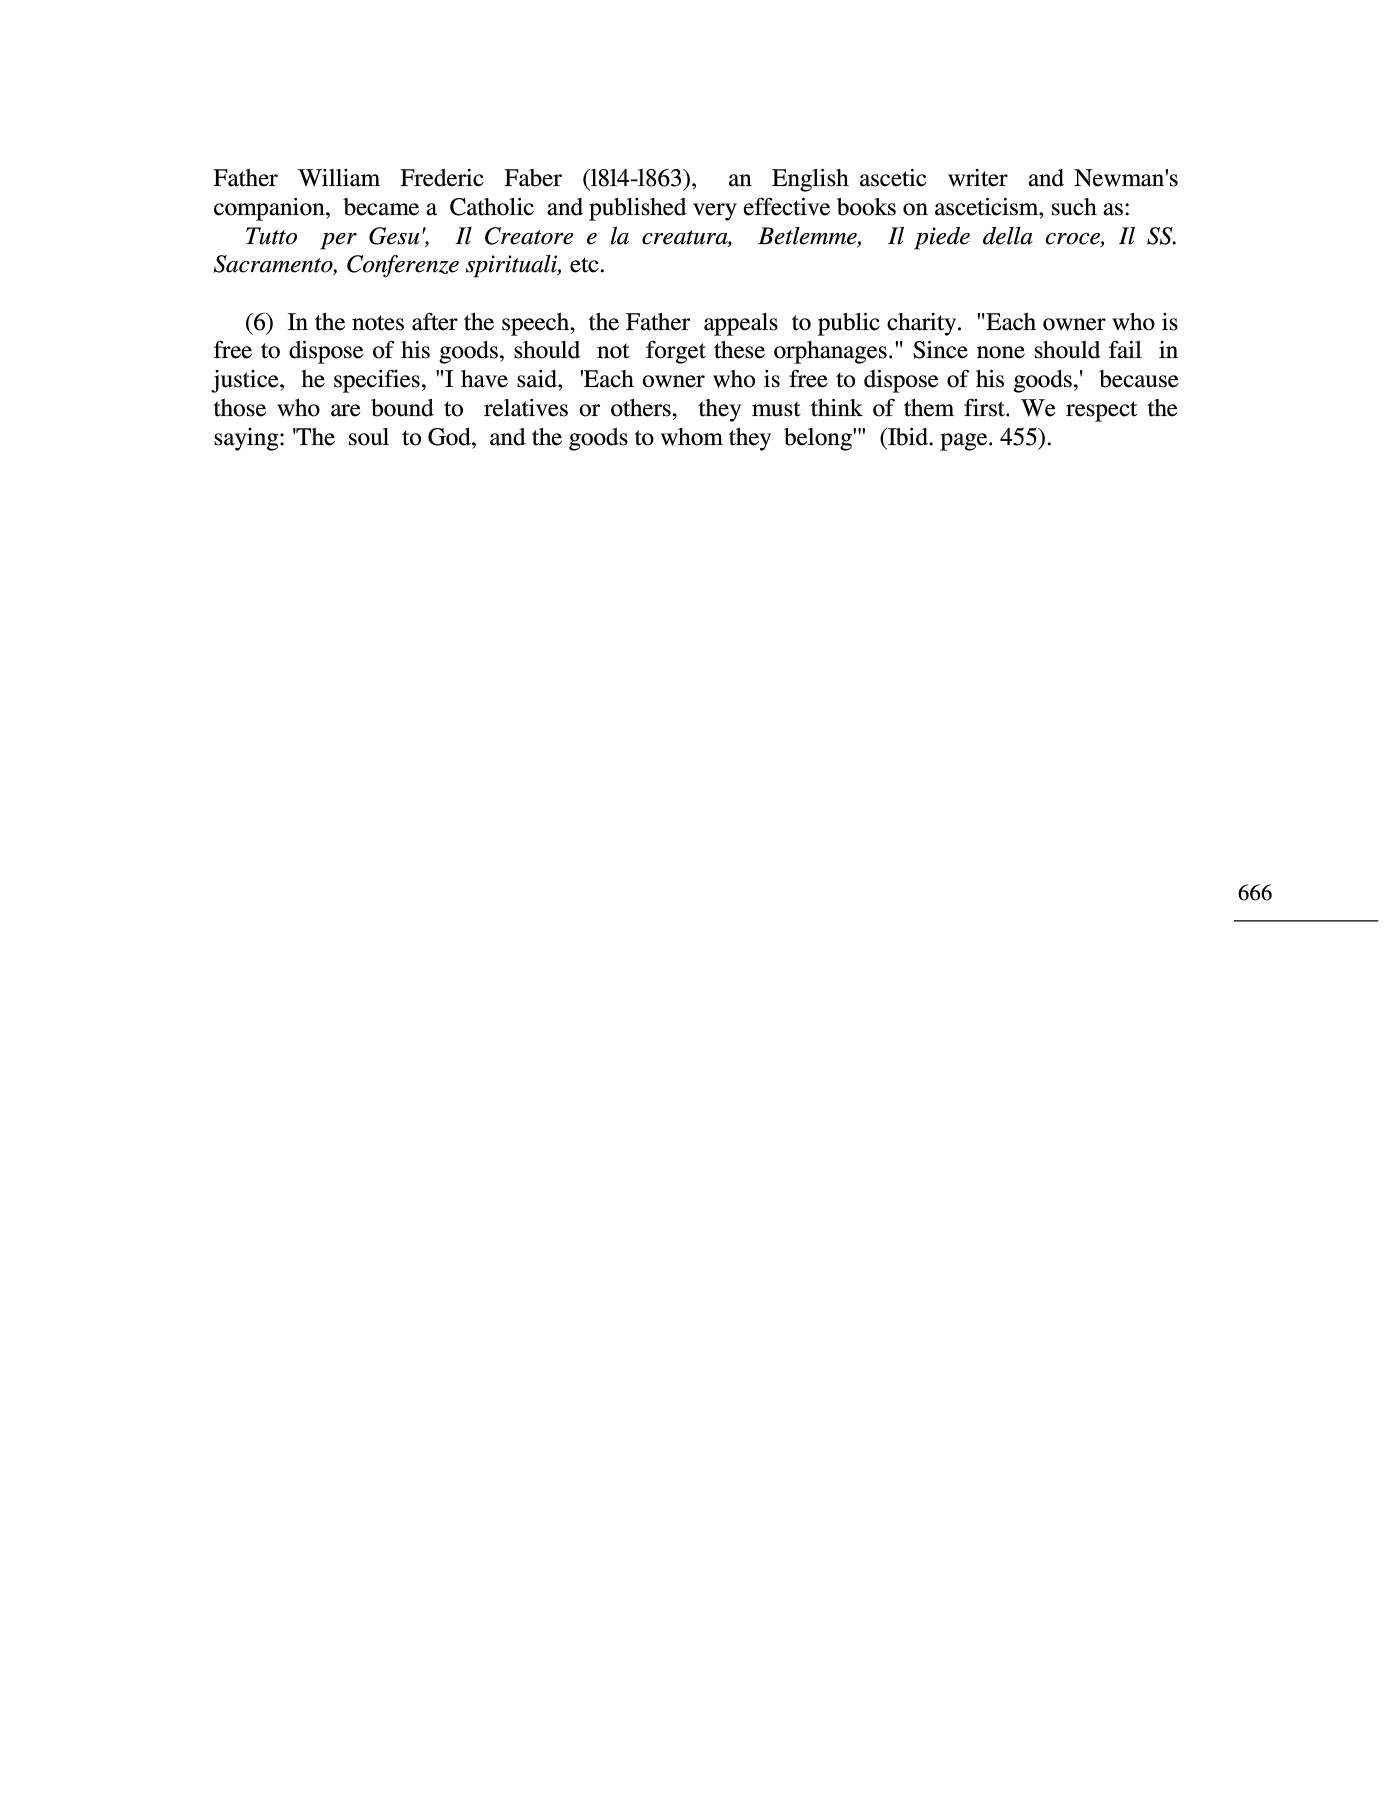 Father William Frederic Faber (l8l4-l863), an English ascetic writer and Newman's
companion, became a Catholic and published very effective books on asceticism, such as:
Tutto per Gesu', Il Creatore e la creatura, Betlemme, Il piede della croce, Il SS.
Sacramento, Conferenze spirituali, etc.
(6) In the notes after the speech, the Father appeals to public charity. "Each owner who is
free to dispose of his goods, should not forget these orphanages." Since none should fail in
justice, he specifies, "I have said, 'Each owner who is free to dispose of his goods,' because
those who are bound to relatives or others, they must think of them first. We respect the
saying: 'The soul to God, and the goods to whom they belong'" (Ibid. page. 455).
666